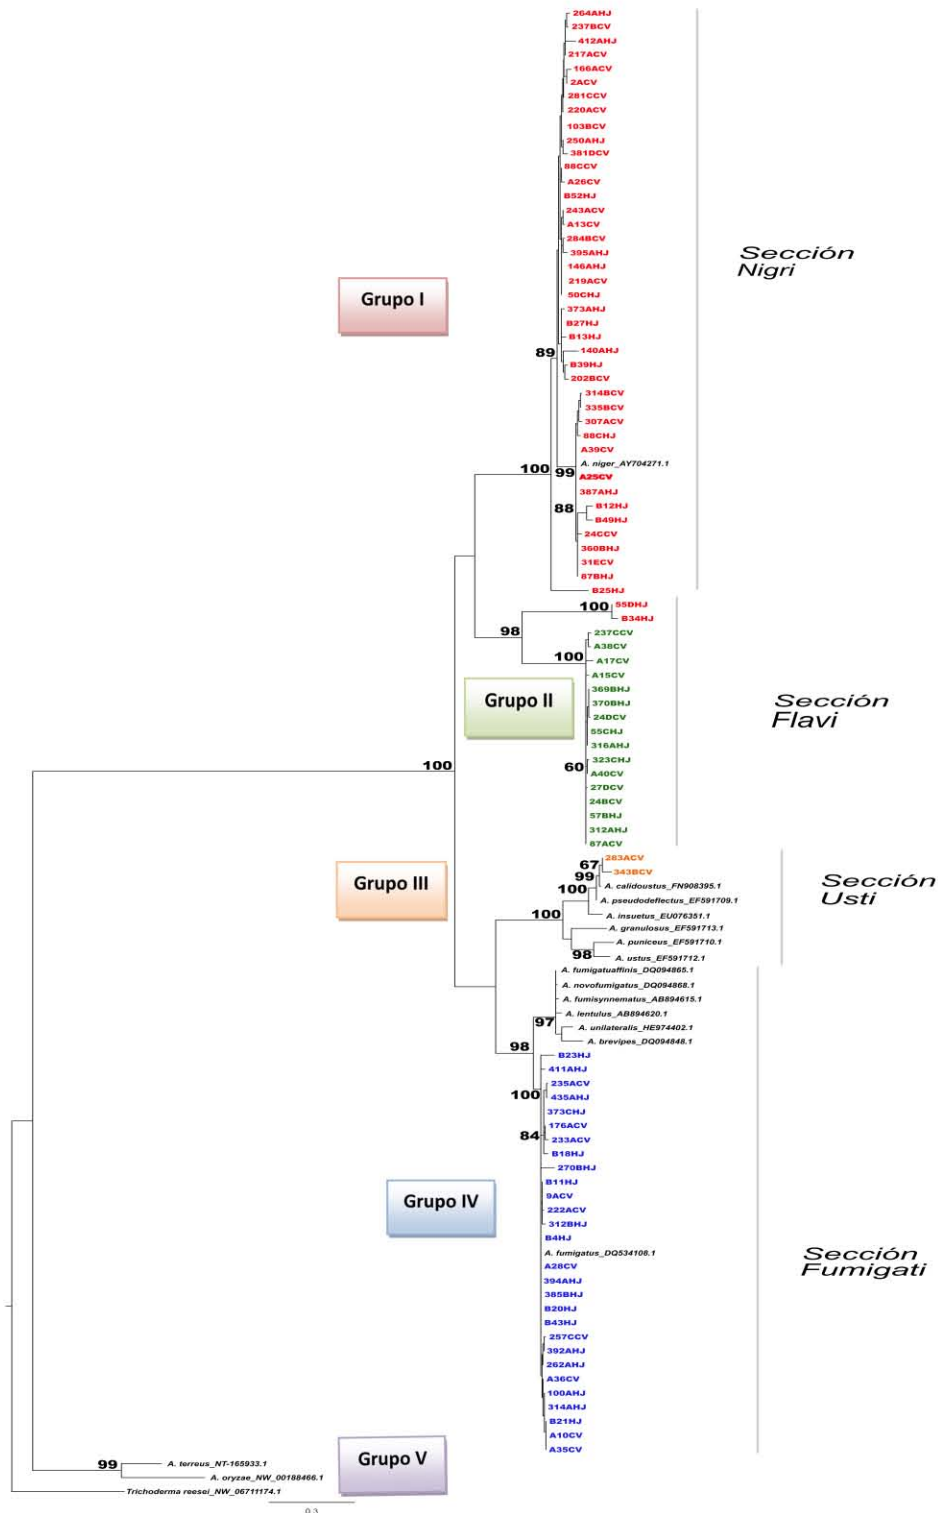 264AHJ
237BCV
412AHJ
217ACV
166ACV
2ACV
281CCV
220ACV
103BCV
250AHJ
381DCV
88CCV
A26CV
B52HJ
243ACV
A13CV
284BCV
395AHJ
146AHJ
219ACV
50CHJ
373AHJ
B27HJ
B13HJ
140AHJ
B39HJ
202BCV
314BCV
335BCV
307ACV
88CHJ
A39CV
A. niger_AY704271.1
A25CV
387AHJ
B12HJ
B49HJ
24CCV
360BHJ
31ECV
87BHJ
B25HJ
Sección
Nigri
Grupo I
89
100
99
88
55DHJ
B34HJ
237CCV
A38CV
A17CV
A15CV
369BHJ
370BHJ
24DCV
55CHJ
316AHJ
323CHJ
A40CV
27DCV
24BCV
57BHJ
312AHJ
87ACV
Sección
Flavi
Grupo II
100
98
100
60
100
283ACV
343BCV
A. calidoustus_FN908395.1
A. pseudodeflectus_EF591709.1
A. insuetus_EU076351.1
A. granulosus_EF591713.1
A. puniceus_EF591710.1
A. ustus_EF591712.1
Sección
Usti
Grupo III
67
99
100
100
98
A. fumigatuaffinis_DQ094865.1
A. novofumigatus_DQ094868.1
A. fumisynnematus_AB894615.1
A. lentulus_AB894620.1
A. unilateralis_HE974402.1
A. brevipes_DQ094848.1
B23HJ
411AHJ
235ACV
435AHJ
373CHJ
176ACV
233ACV
B18HJ
270BHJ
B11HJ
9ACV
222ACV
312BHJ
B4HJ
A. fumigatus_DQ534108.1
A28CV
394AHJ
385BHJ
B20HJ
B43HJ
257CCV
392AHJ
262AHJ
A36CV
100AHJ
314AHJ
B21HJ
A10CV
A35CV
Sección
Fumigati
Grupo IV
97
98
100
84
Grupo V
99
A. terreus_NT-165933.1
A. oryzae_NW_00188466.1
Trichoderma reesei_NW_06711174.1
0.3